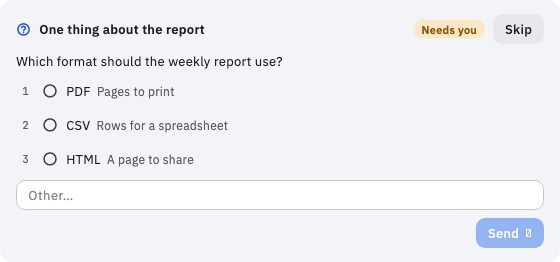 One thing about the report
Needs you
Skip
Which format should the weekly report use?
1 PDF Pages to print
2 CSV Rows for a spreadsheet
3 HTML A page to share
Other...
Send